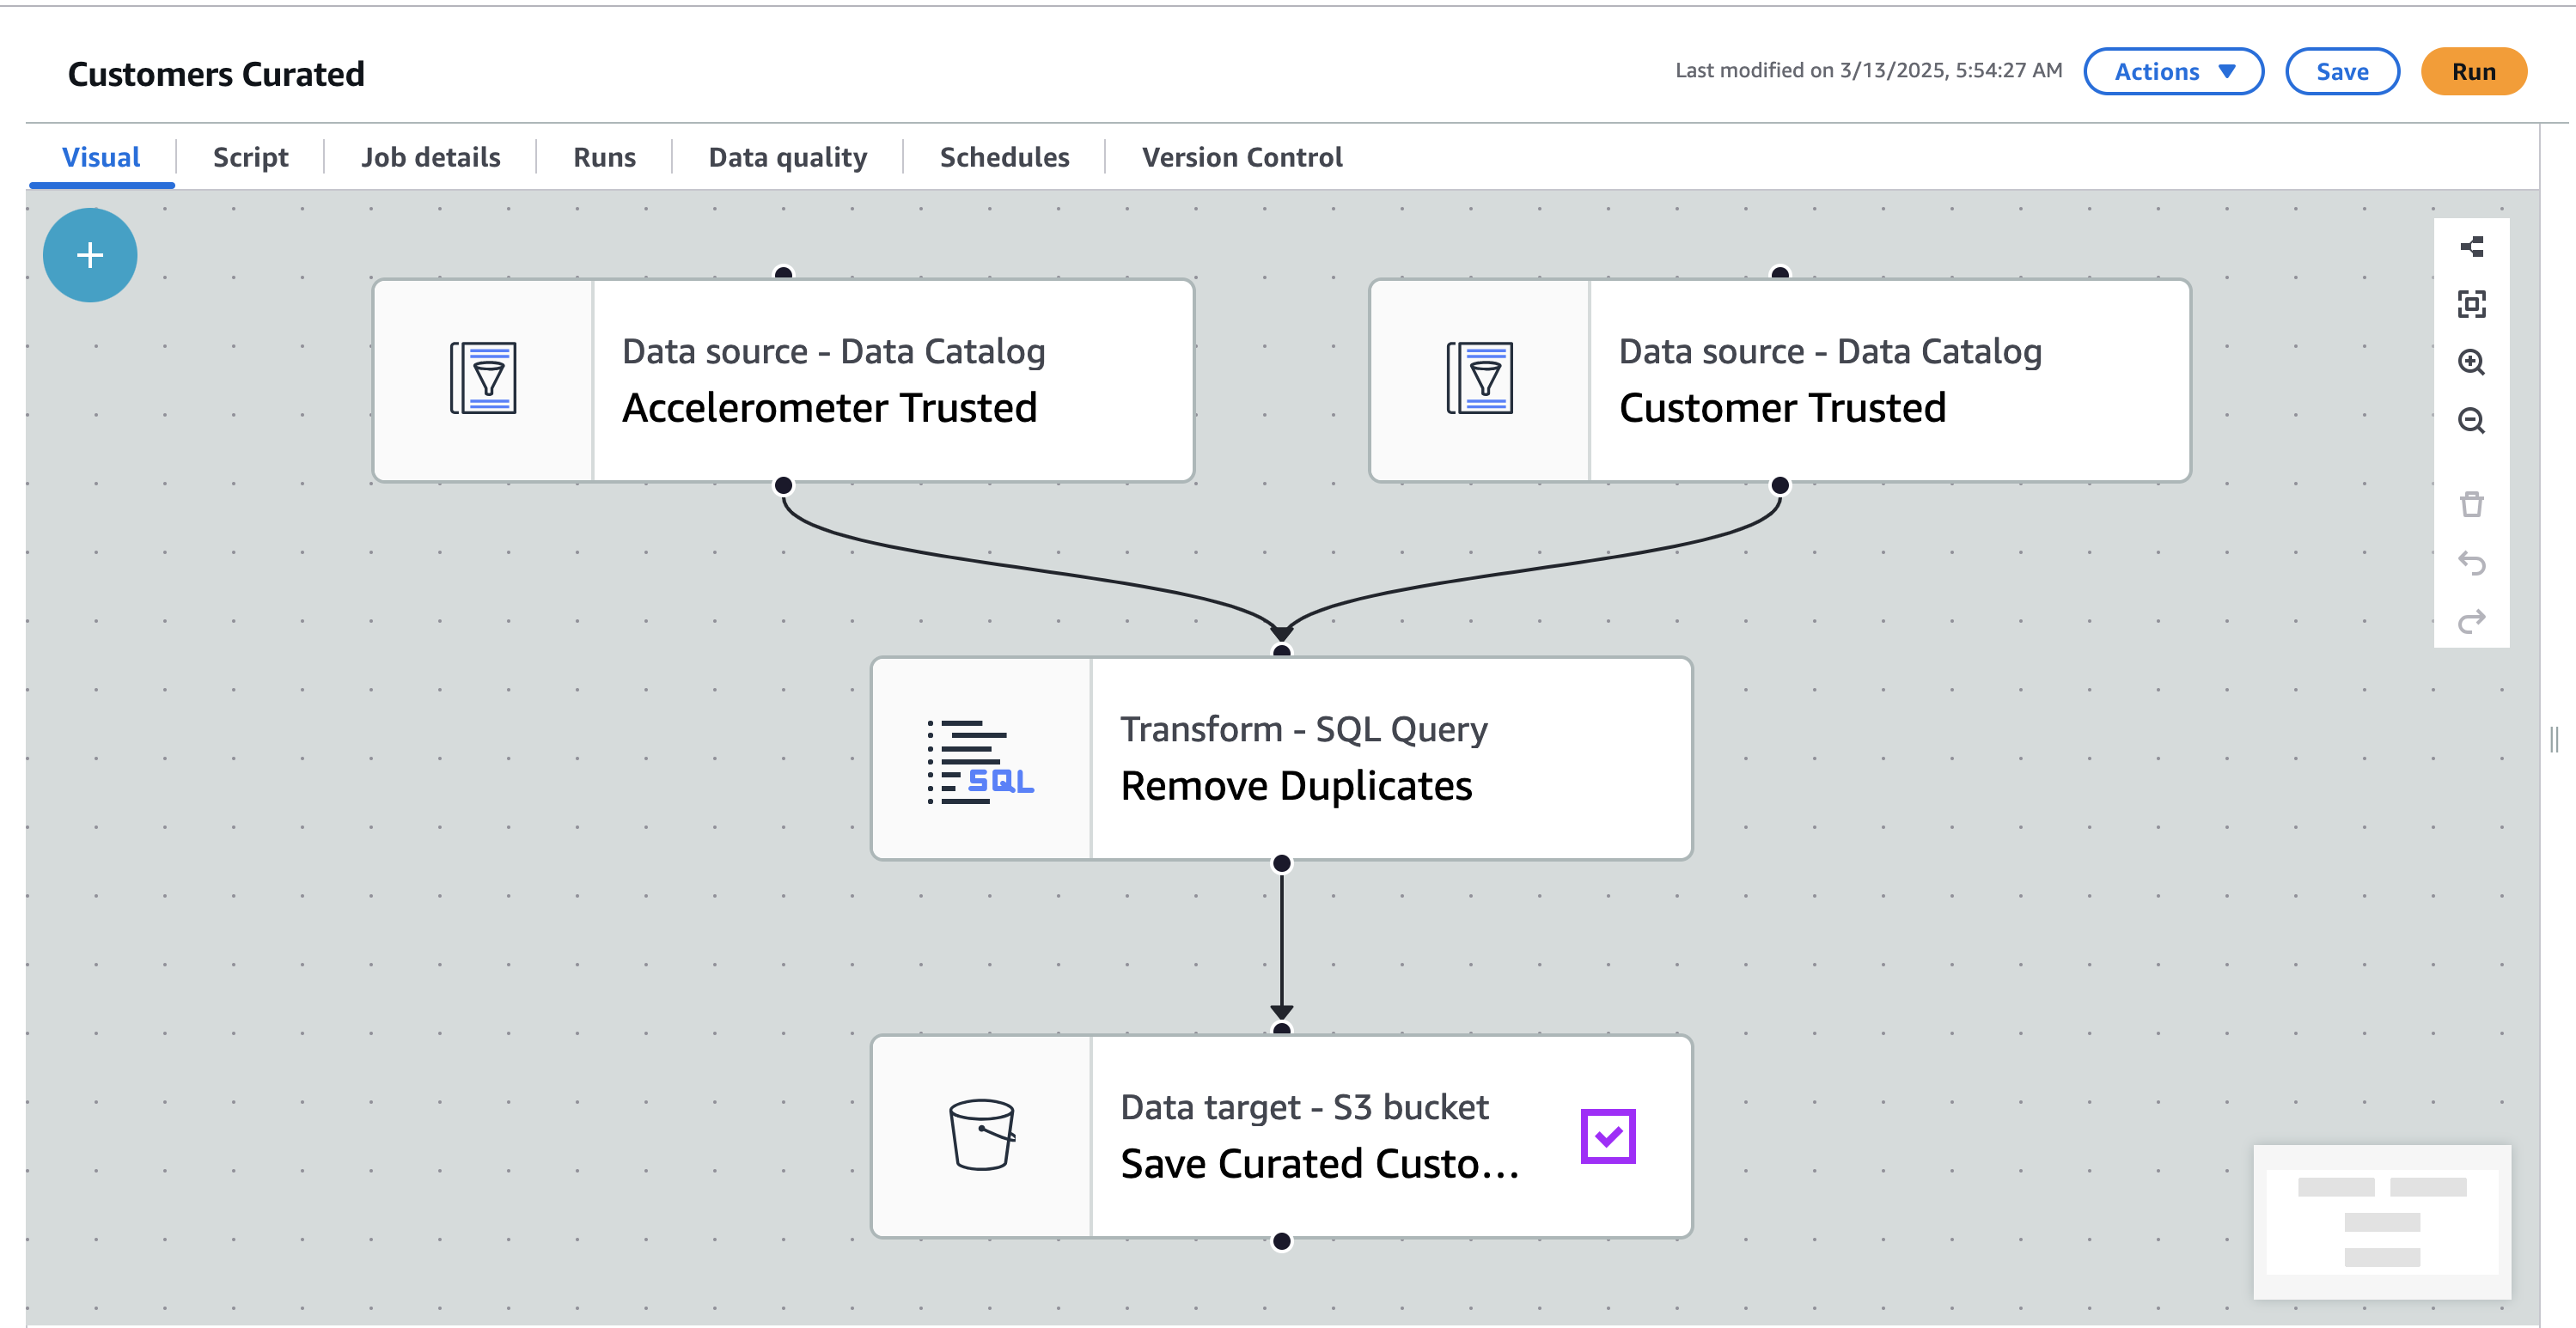 Customers Curated
Last modified on 3/13/2025, 5:54:27 AM
Actions
Save
Run
Visual
Script
Job details
Runs
Data quality
Schedules
Version Control
Data source - Data Catalog
Accelerometer Trusted
Data source - Data Catalog
Customer Trusted
SQL
Transform - SQL Query
Remove Duplicates
Data target - S3 bucket
Save Curated Custo...